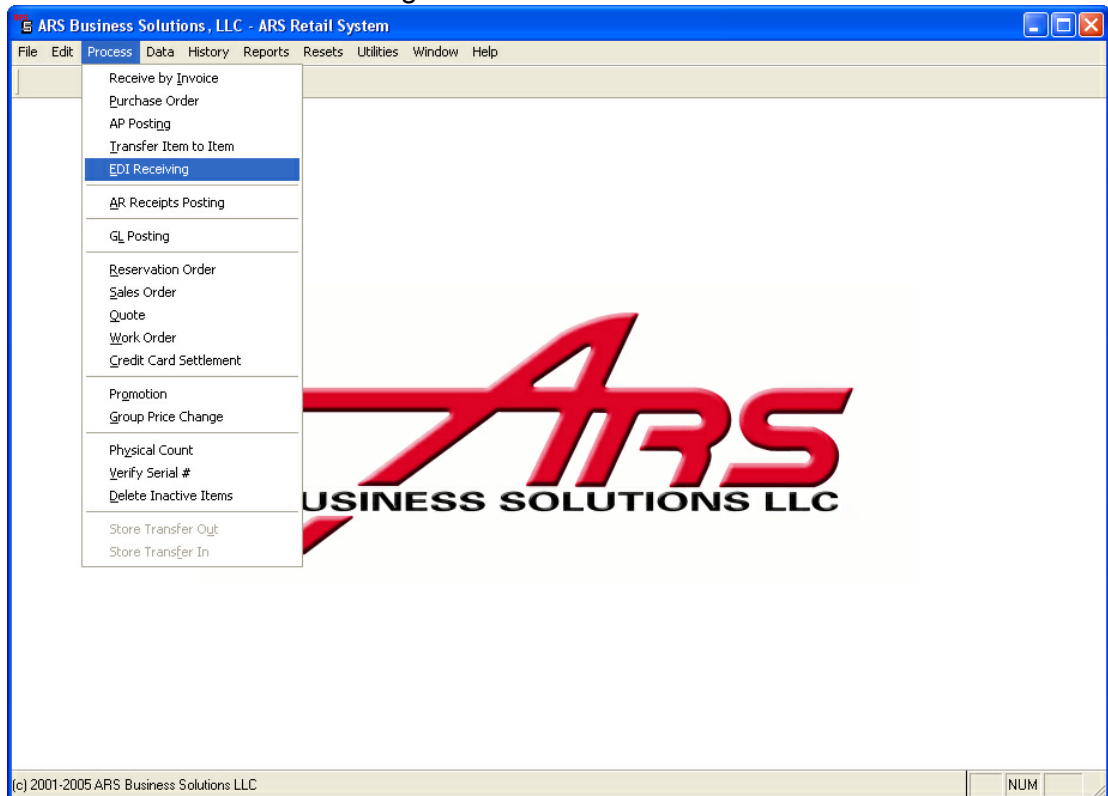 ARS Business Solutions, LLC - ARS Retail System
File Edit Process Data History Reports Resets Utilities Window Help
Receive by Invoice
Purchase Order
AP Posting
Transfer Item to Item
EDI Receiving
AR Receipts Posting
GL Posting
Reservation Order
Sales Order
Quote
Work Order
Credit Card Settlement
Promotion
Group Price Change
Physical Count
Verify Serial #
Delete Inactive Items
Store Transfer Out
Store Transfer In
ARS
USINESS SOLUTIONS LLC
(c) 2001-2005 ARS Business Solutions LLC NUM